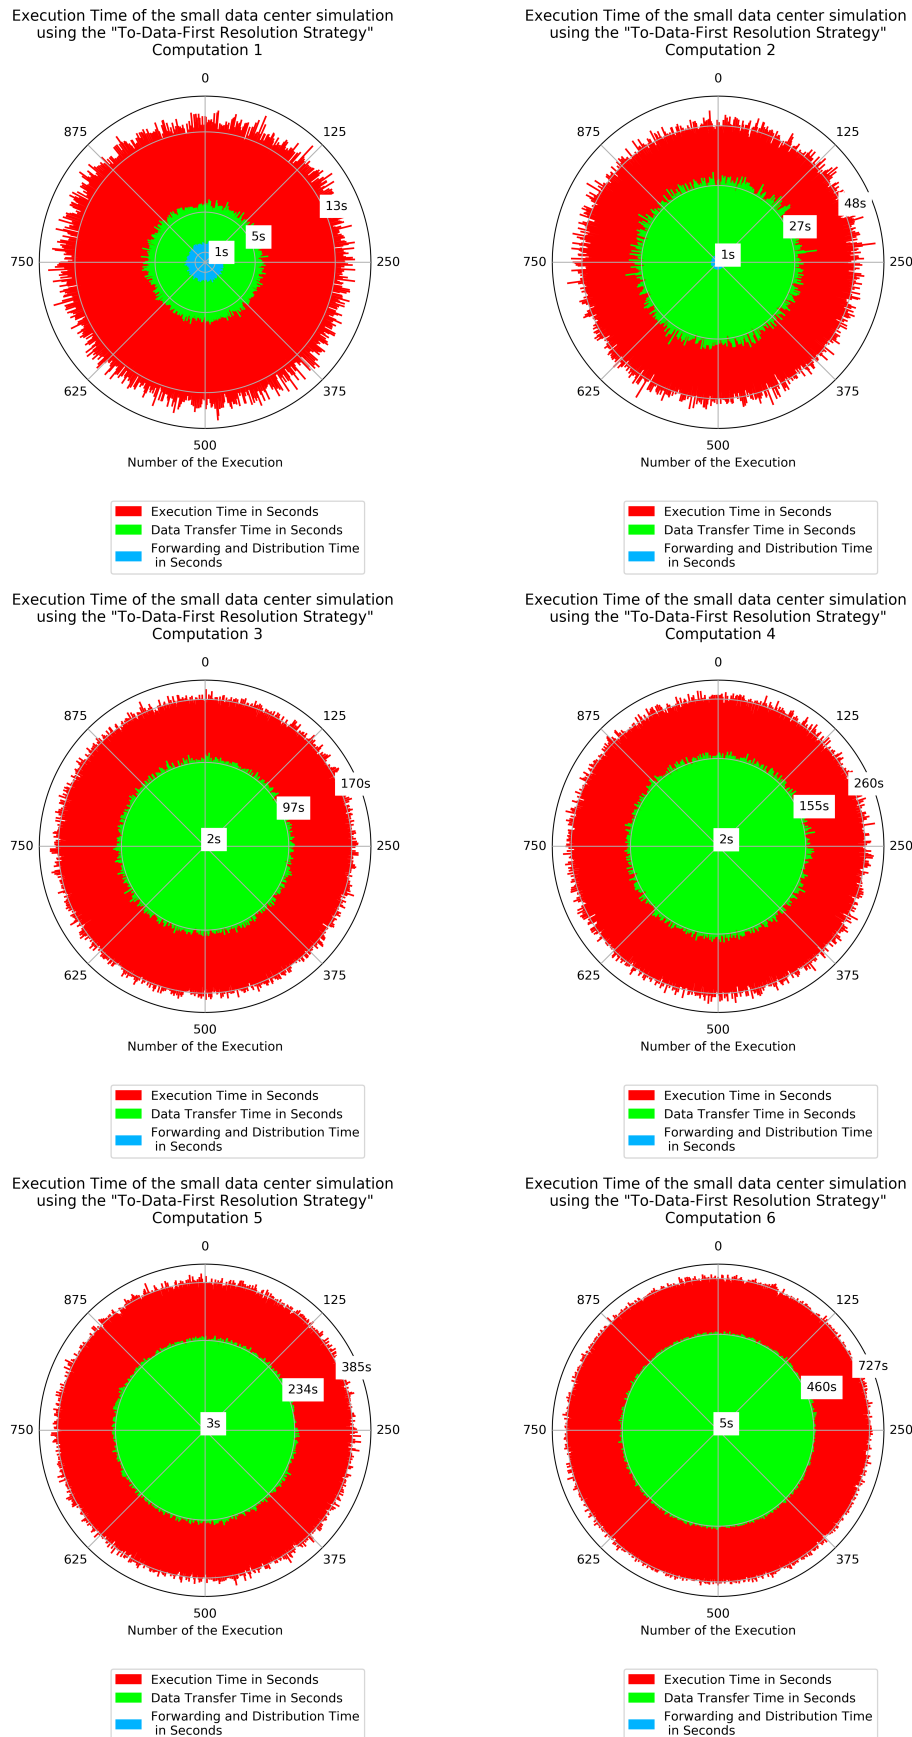 Execution Time of the small data center simulation
using the "To-Data-First Resolution Strategy"
Computation 1
0
875
125
13s
5s
1s
750
250
625
375
500
Number of the Execution
Execution Time in Seconds
Data Transfer Time in Seconds
Forwarding and Distribution Time
in Seconds
Execution Time of the small data center simulation
using the "To-Data-First Resolution Strategy"
Computation 2
0
875
125
48s
27s
1s
750
250
625
375
500
Number of the Execution
Execution Time in Seconds
Data Transfer Time in Seconds
Forwarding and Distribution Time
in Seconds
Execution Time of the small data center simulation
using the "To-Data-First Resolution Strategy"
Computation 3
0
875
125
170s
97s
2s
750
250
625
375
500
Number of the Execution
Execution Time in Seconds
Data Transfer Time in Seconds
Forwarding and Distribution Time
in Seconds
Execution Time of the small data center simulation
using the "To-Data-First Resolution Strategy"
Computation 4
0
875
125
260s
155s
2s
750
250
625
375
500
Number of the Execution
Execution Time in Seconds
Data Transfer Time in Seconds
Forwarding and Distribution Time
in Seconds
Execution Time of the small data center simulation
using the "To-Data-First Resolution Strategy"
Computation 5
0
875
125
385s
234s
3s
750
250
625
375
500
Number of the Execution
Execution Time in Seconds
Data Transfer Time in Seconds
Forwarding and Distribution Time
in Seconds
Execution Time of the small data center simulation
using the "To-Data-First Resolution Strategy"
Computation 6
0
875
125
727s
460s
5s
750
250
625
375
500
Number of the Execution
Execution Time in Seconds
Data Transfer Time in Seconds
Forwarding and Distribution Time
in Seconds